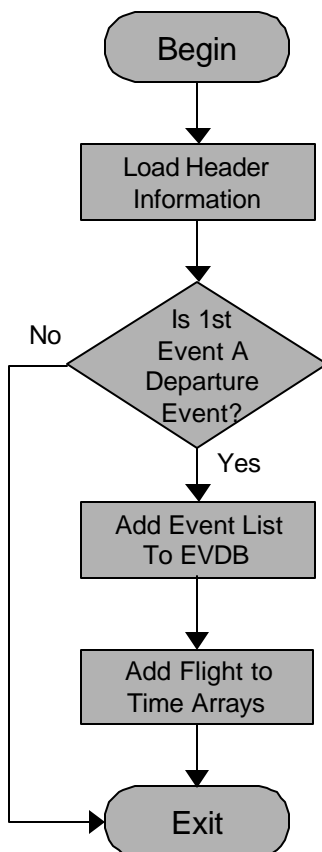 Begin
Load Header
Information
No
Is 1st
Event A
Departure
Event?
Yes
Add Event List
To EVDB
Add Flight to
Time Arrays
Exit